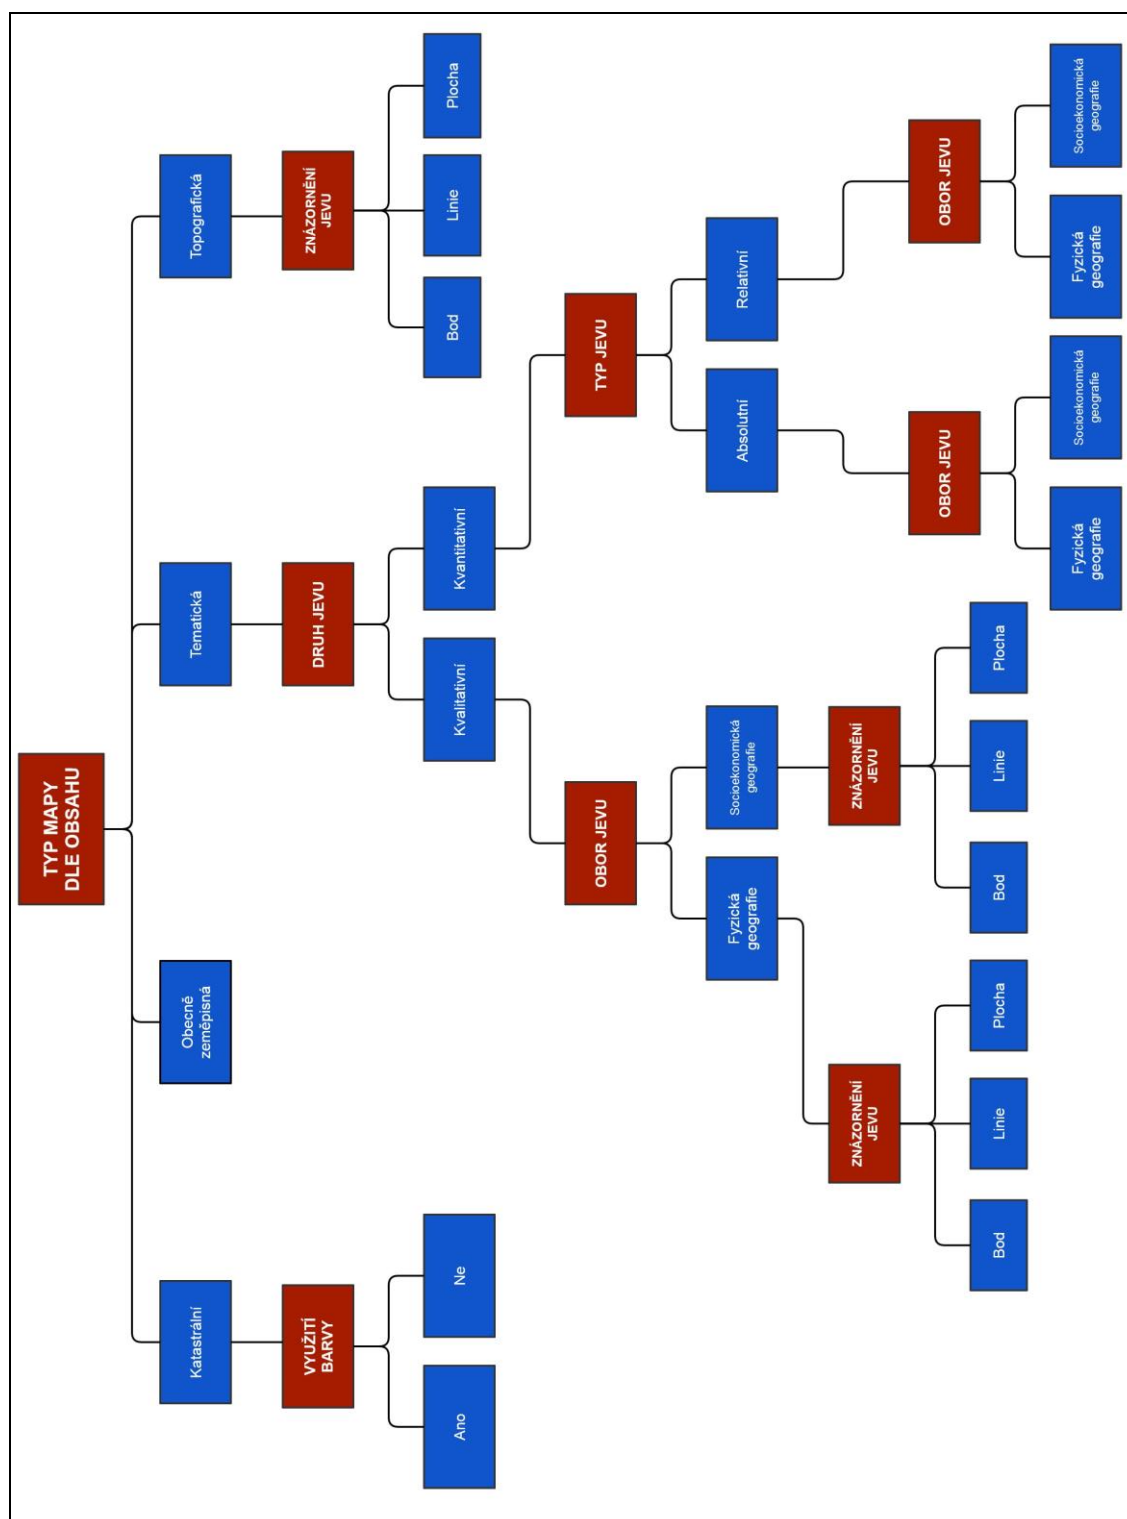 TYP MAPY
DLE OBSAHU
Katastrální
Obecně
zeměpisná
Tematická
Topografická
VYUŽITÍ
BARVY
DRUH JEVU
ZNÁZORNĚNÍ
JEVU
Ano
Ne
Kvalitativní
Kvantitativní
Bod
Linie
Plocha
OBOR JEVU
TYP JEVU
Fyzická
geografie
Socioekonomická
geografie
Absolutní
Relativní
ZNÁZORNĚNÍ
JEVU
ZNÁZORNĚNÍ
JEVU
OBOR JEVU
OBOR JEVU
Bod
Linie
Plocha
Bod
Linie
Plocha
Fyzická
geografie
Socioekonomická
geografie
Fyzická
geografie
Socioekonomická
geografie